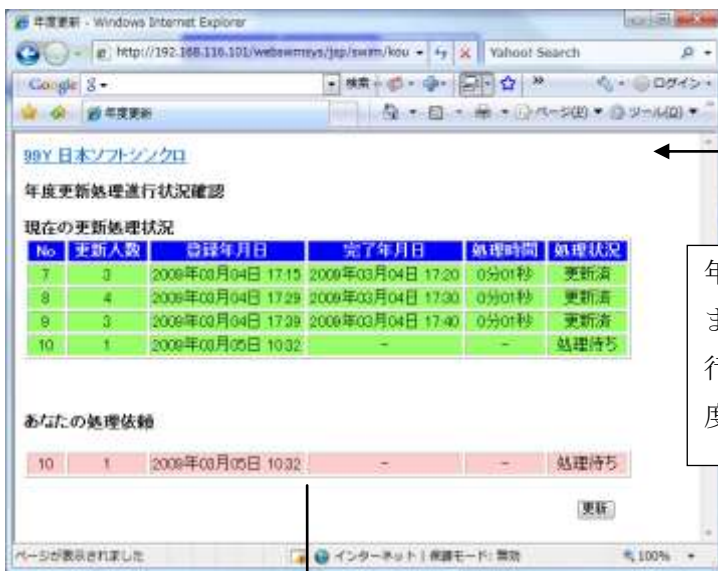 年度更新 - Windows Internet Explorer
http://192.168.116.101/webswmsys/jsp/swim/kou
Yahoo! Search
Google
検索
ログイン
年度更新
ページ(P)
ツール(O)
99Y 日本ソフトシンクロ
年度更新処理進行状況確認
現在の更新処理状況
No 更新人数 登録年月日 完了年月日 処理時間 処理状況
7 3 2009年03月04日 17:15 2009年03月04日 17:20 0分01秒 更新済
8 4 2009年03月04日 17:29 2009年03月04日 17:30 0分01秒 更新済
9 3 2009年03月04日 17:39 2009年03月04日 17:40 0分01秒 更新済
10 1 2009年03月05日 10:32 - - 処理待ち
あなたの処理依頼
10 1 2009年03月05日 10:32 - - 処理待ち
更新
ページが表示されました
インターネット | 保護モード: 無効
100%
年
ま
行
度